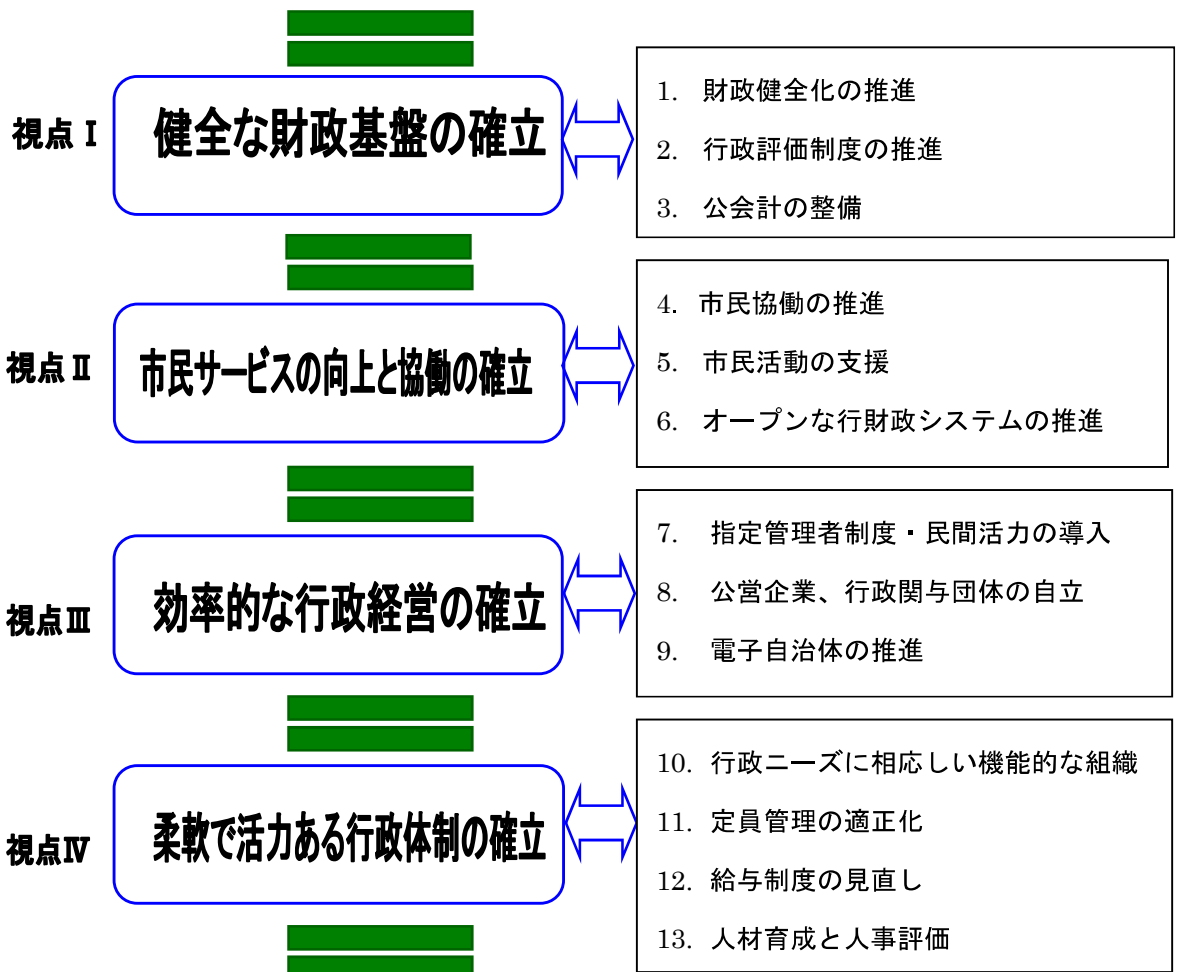 視点Ⅰ
健全な財政基盤の確立
1. 財政健全化の推進
2. 行政評価制度の推進
3. 公会計の整備
視点Ⅱ
市民サービスの向上と協働の確立
4. 市民協働の推進
5. 市民活動の支援
6. オープンな行財政システムの推進
視点Ⅲ
効率的な行政経営の確立
7. 指定管理者制度・民間活力の導入
8. 公営企業、行政関与団体の自立
9. 電子自治体の推進
視点Ⅳ
柔軟で活力ある行政体制の確立
10. 行政ニーズに相応しい機能的な組織
11. 定員管理の適正化
12. 給与制度の見直し
13. 人材育成と人事評価